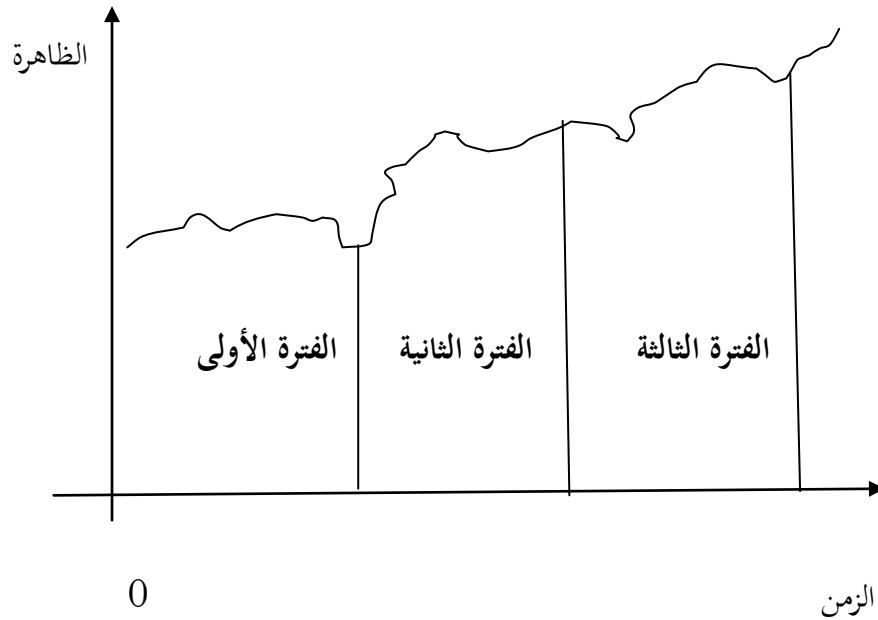 الظاهرة
الفترة الأولى
الفترة الثانية
الفترة الثالثة
0
الزمن